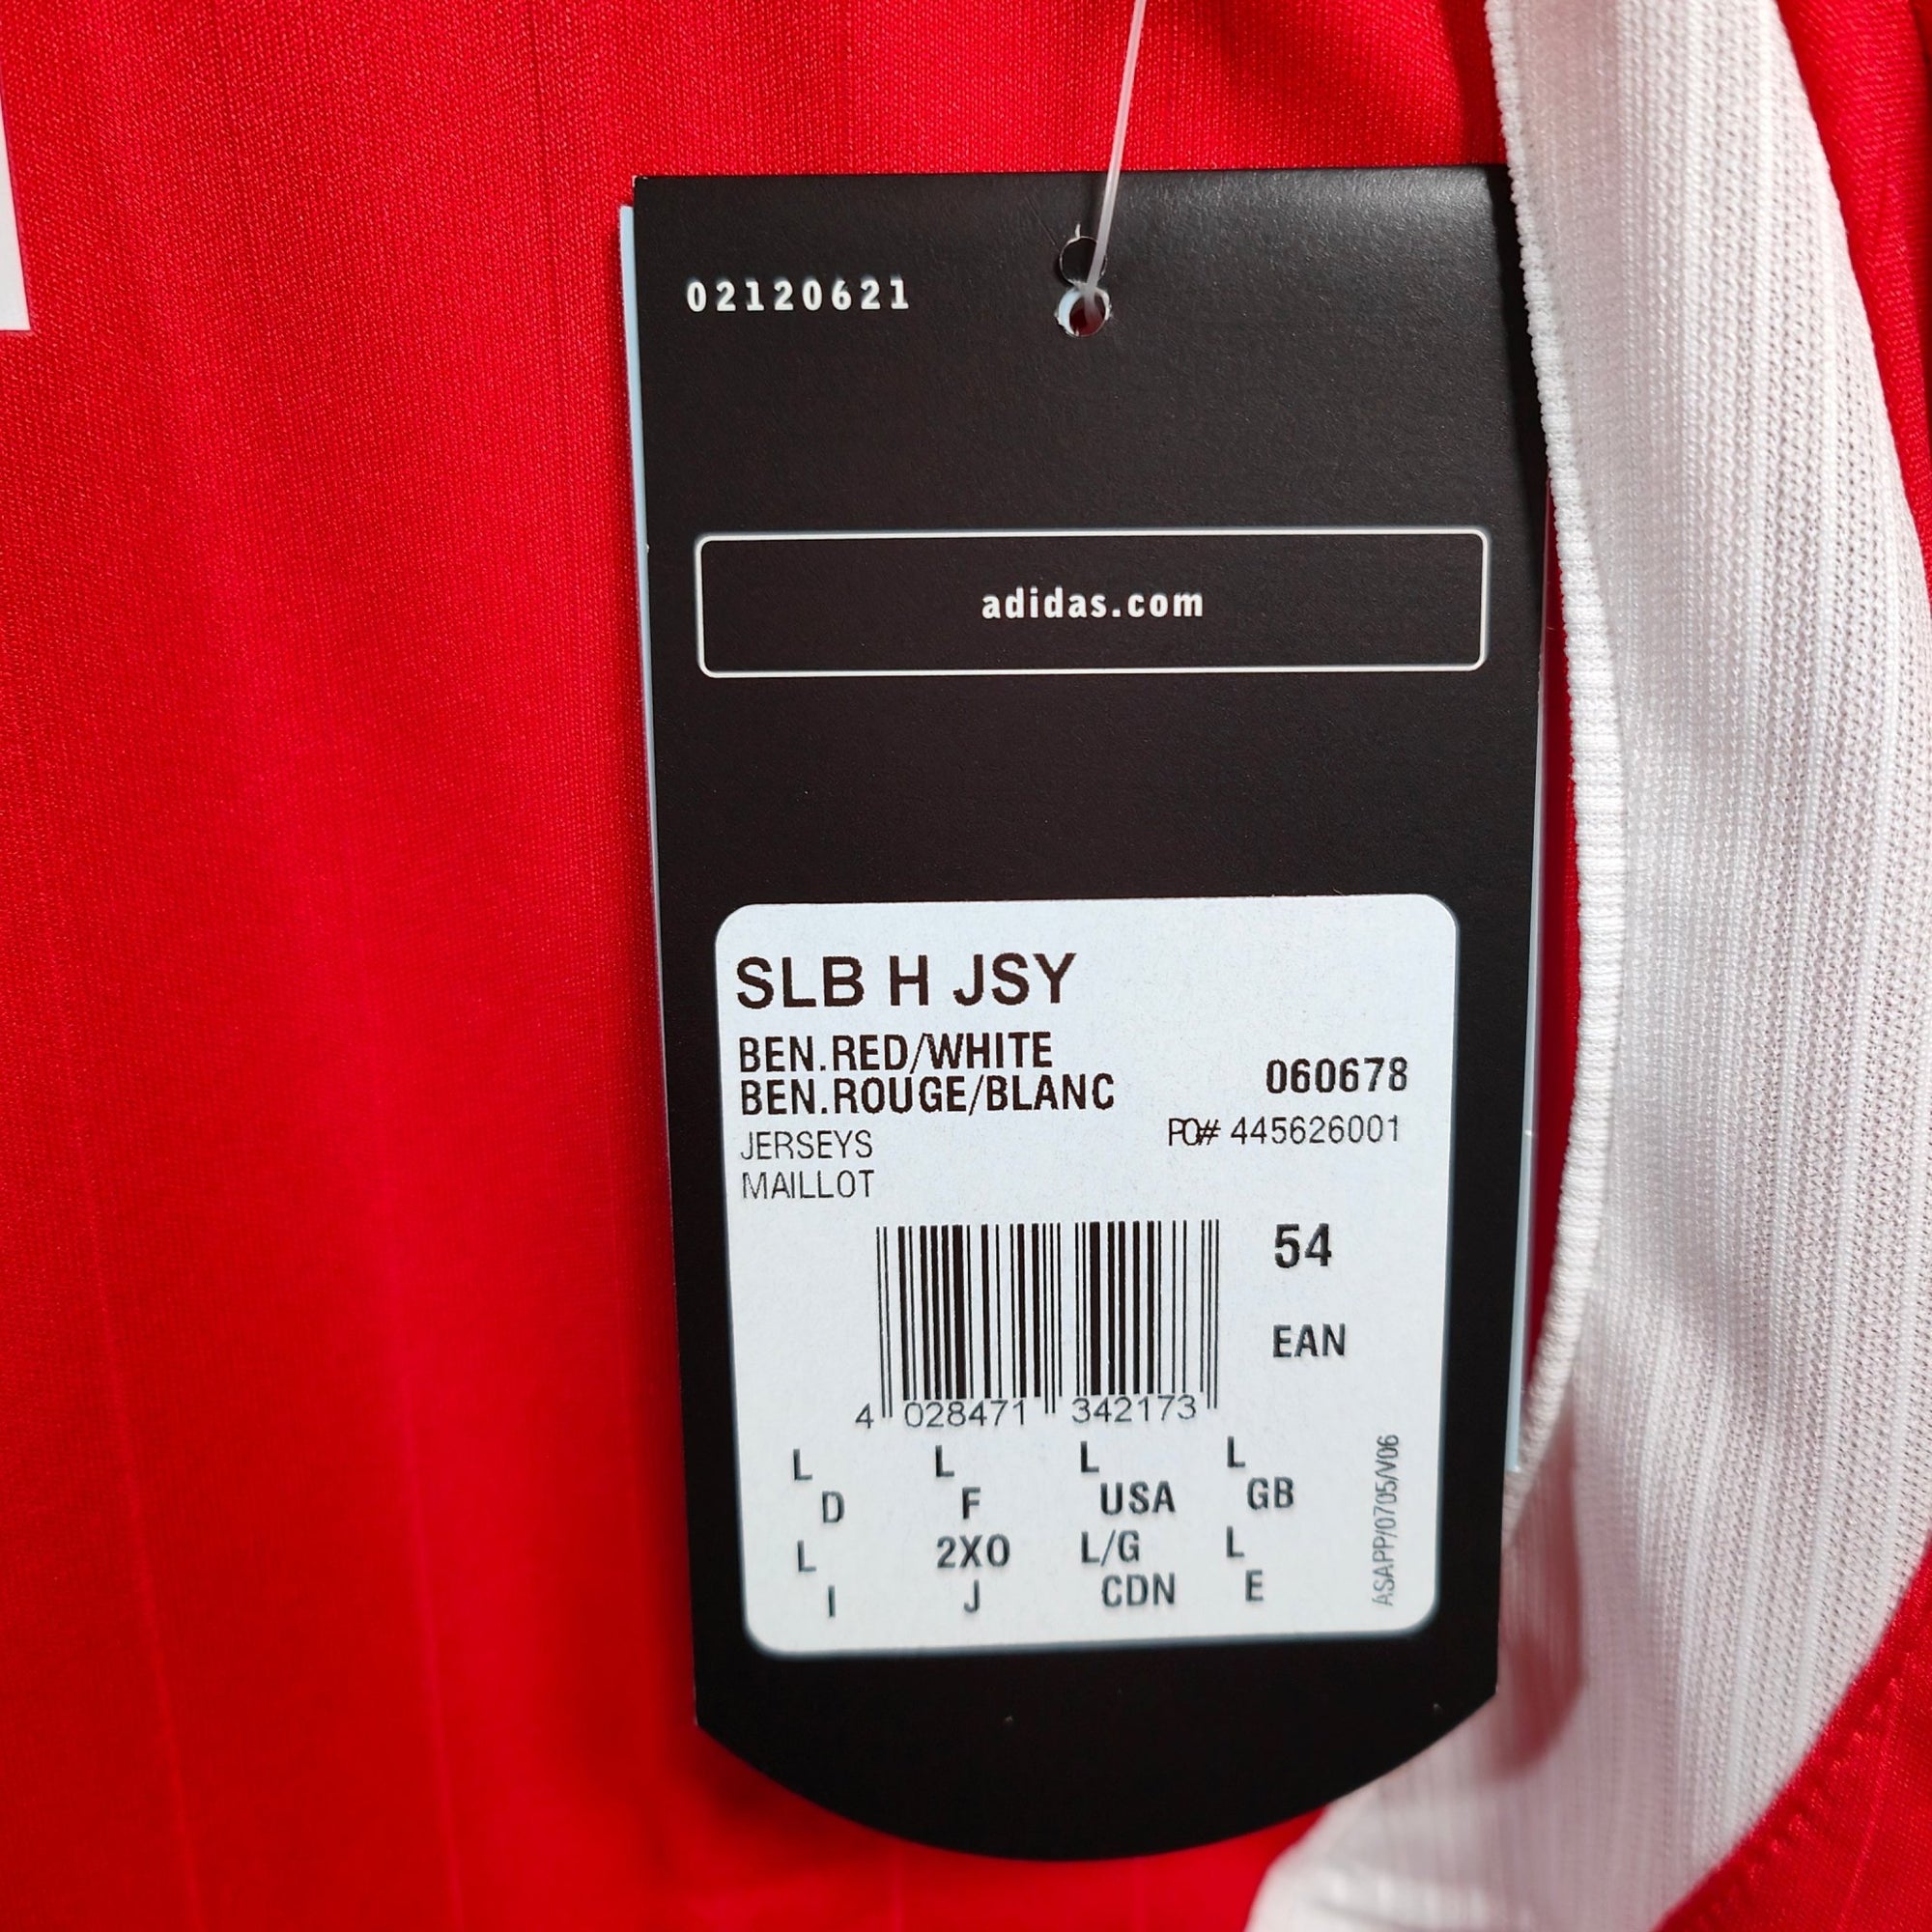 02120621
adidas.com
SLB H JSY
BEN.RED/WHITE
BEN.ROUGE/BLANC
060678
JERSEYS
PO# 445626001
MAILLOT
54
EAN
4 028471 342173
L L L L
D F USA GB
L 2XO L/G L
I J CDN E
ASAPP/0705/V06